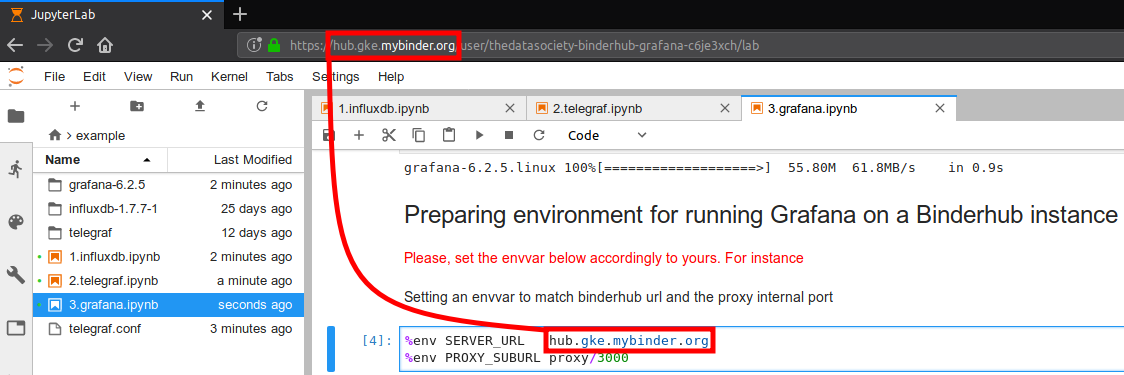 JupyterLab
https://hub.gke.mybinder.org/user/thedatasociety-binderhub-grafana-c6je3xch/lab
File Edit View Run Kernel Tabs Settings Help
1.influxdb.ipynb 2.telegraf.ipynb 3.grafana.ipynb
example
Code
Name Last Modified
grafana-6.2.5 2 minutes ago
influxdb-1.7.7-1 25 days ago
telegraf 12 days ago
1.influxdb.ipynb 2 minutes ago
2.telegraf.ipynb a minute ago
3.grafana.ipynb seconds ago
telegraf.conf 3 minutes ago
grafana-6.2.5.linux 100%[===================>] 55.80M 61.8MB/s in 0.9s
Preparing environment for running Grafana on a Binderhub instance
Please, set the envvar below accordingly to yours. For instance
Setting an envvar to match binderhub url and the proxy internal port
[4]: %env SERVER_URL hub.gke.mybinder.org
%env PROXY_SUBURL proxy/3000